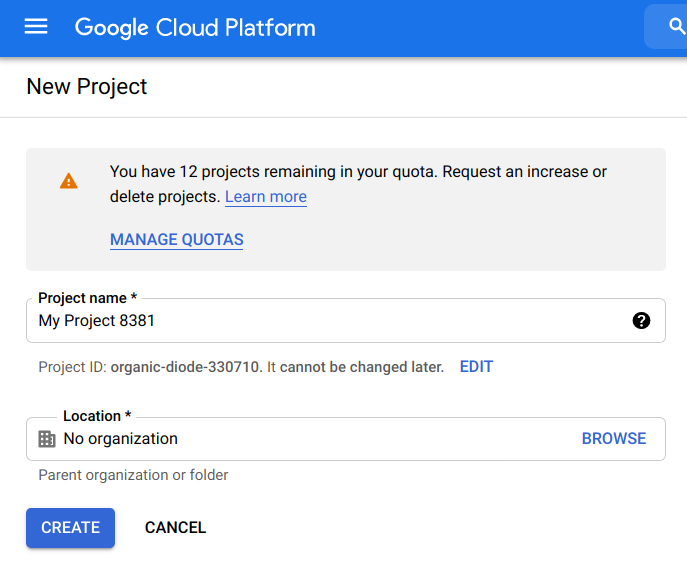 Google Cloud Platform
New Project
You have 12 projects remaining in your quota. Request an increase or
delete projects. Learn more
MANAGE QUOTAS
Project name *
My Project 8381
Project ID: organic-diode-330710. It cannot be changed later. EDIT
Location *
No organization BROWSE
Parent organization or folder
CREATE CANCEL